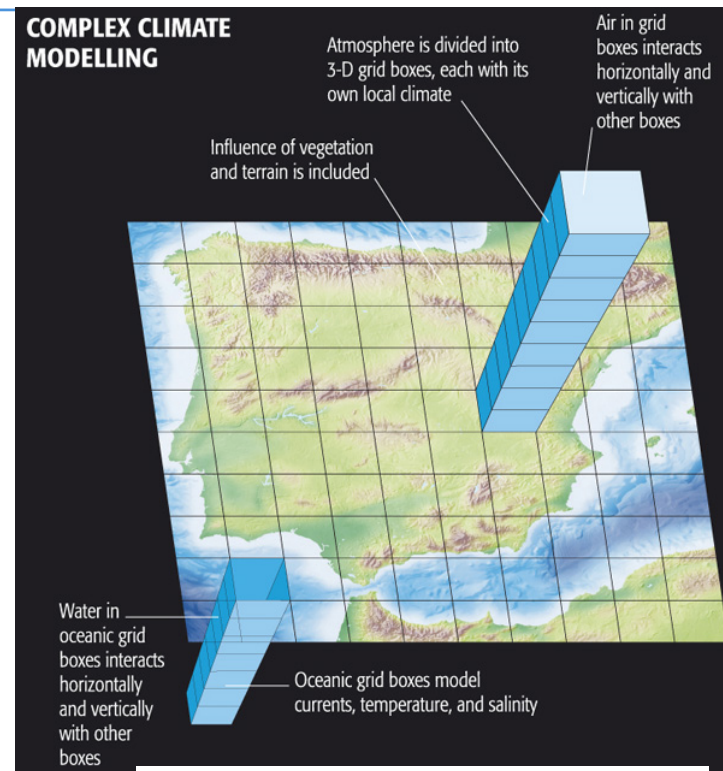 COMPLEX CLIMATE
MODELLING
Atmosphere is divided into
3-D grid boxes, each with its
own local climate
Air in grid
boxes interacts
horizontally and
vertically with
other boxes
Influence of vegetation
and terrain is included
Water in
oceanic grid
boxes interacts
horizontally
and vertically
with other
boxes
Oceanic grid boxes model
currents, temperature, and salinity